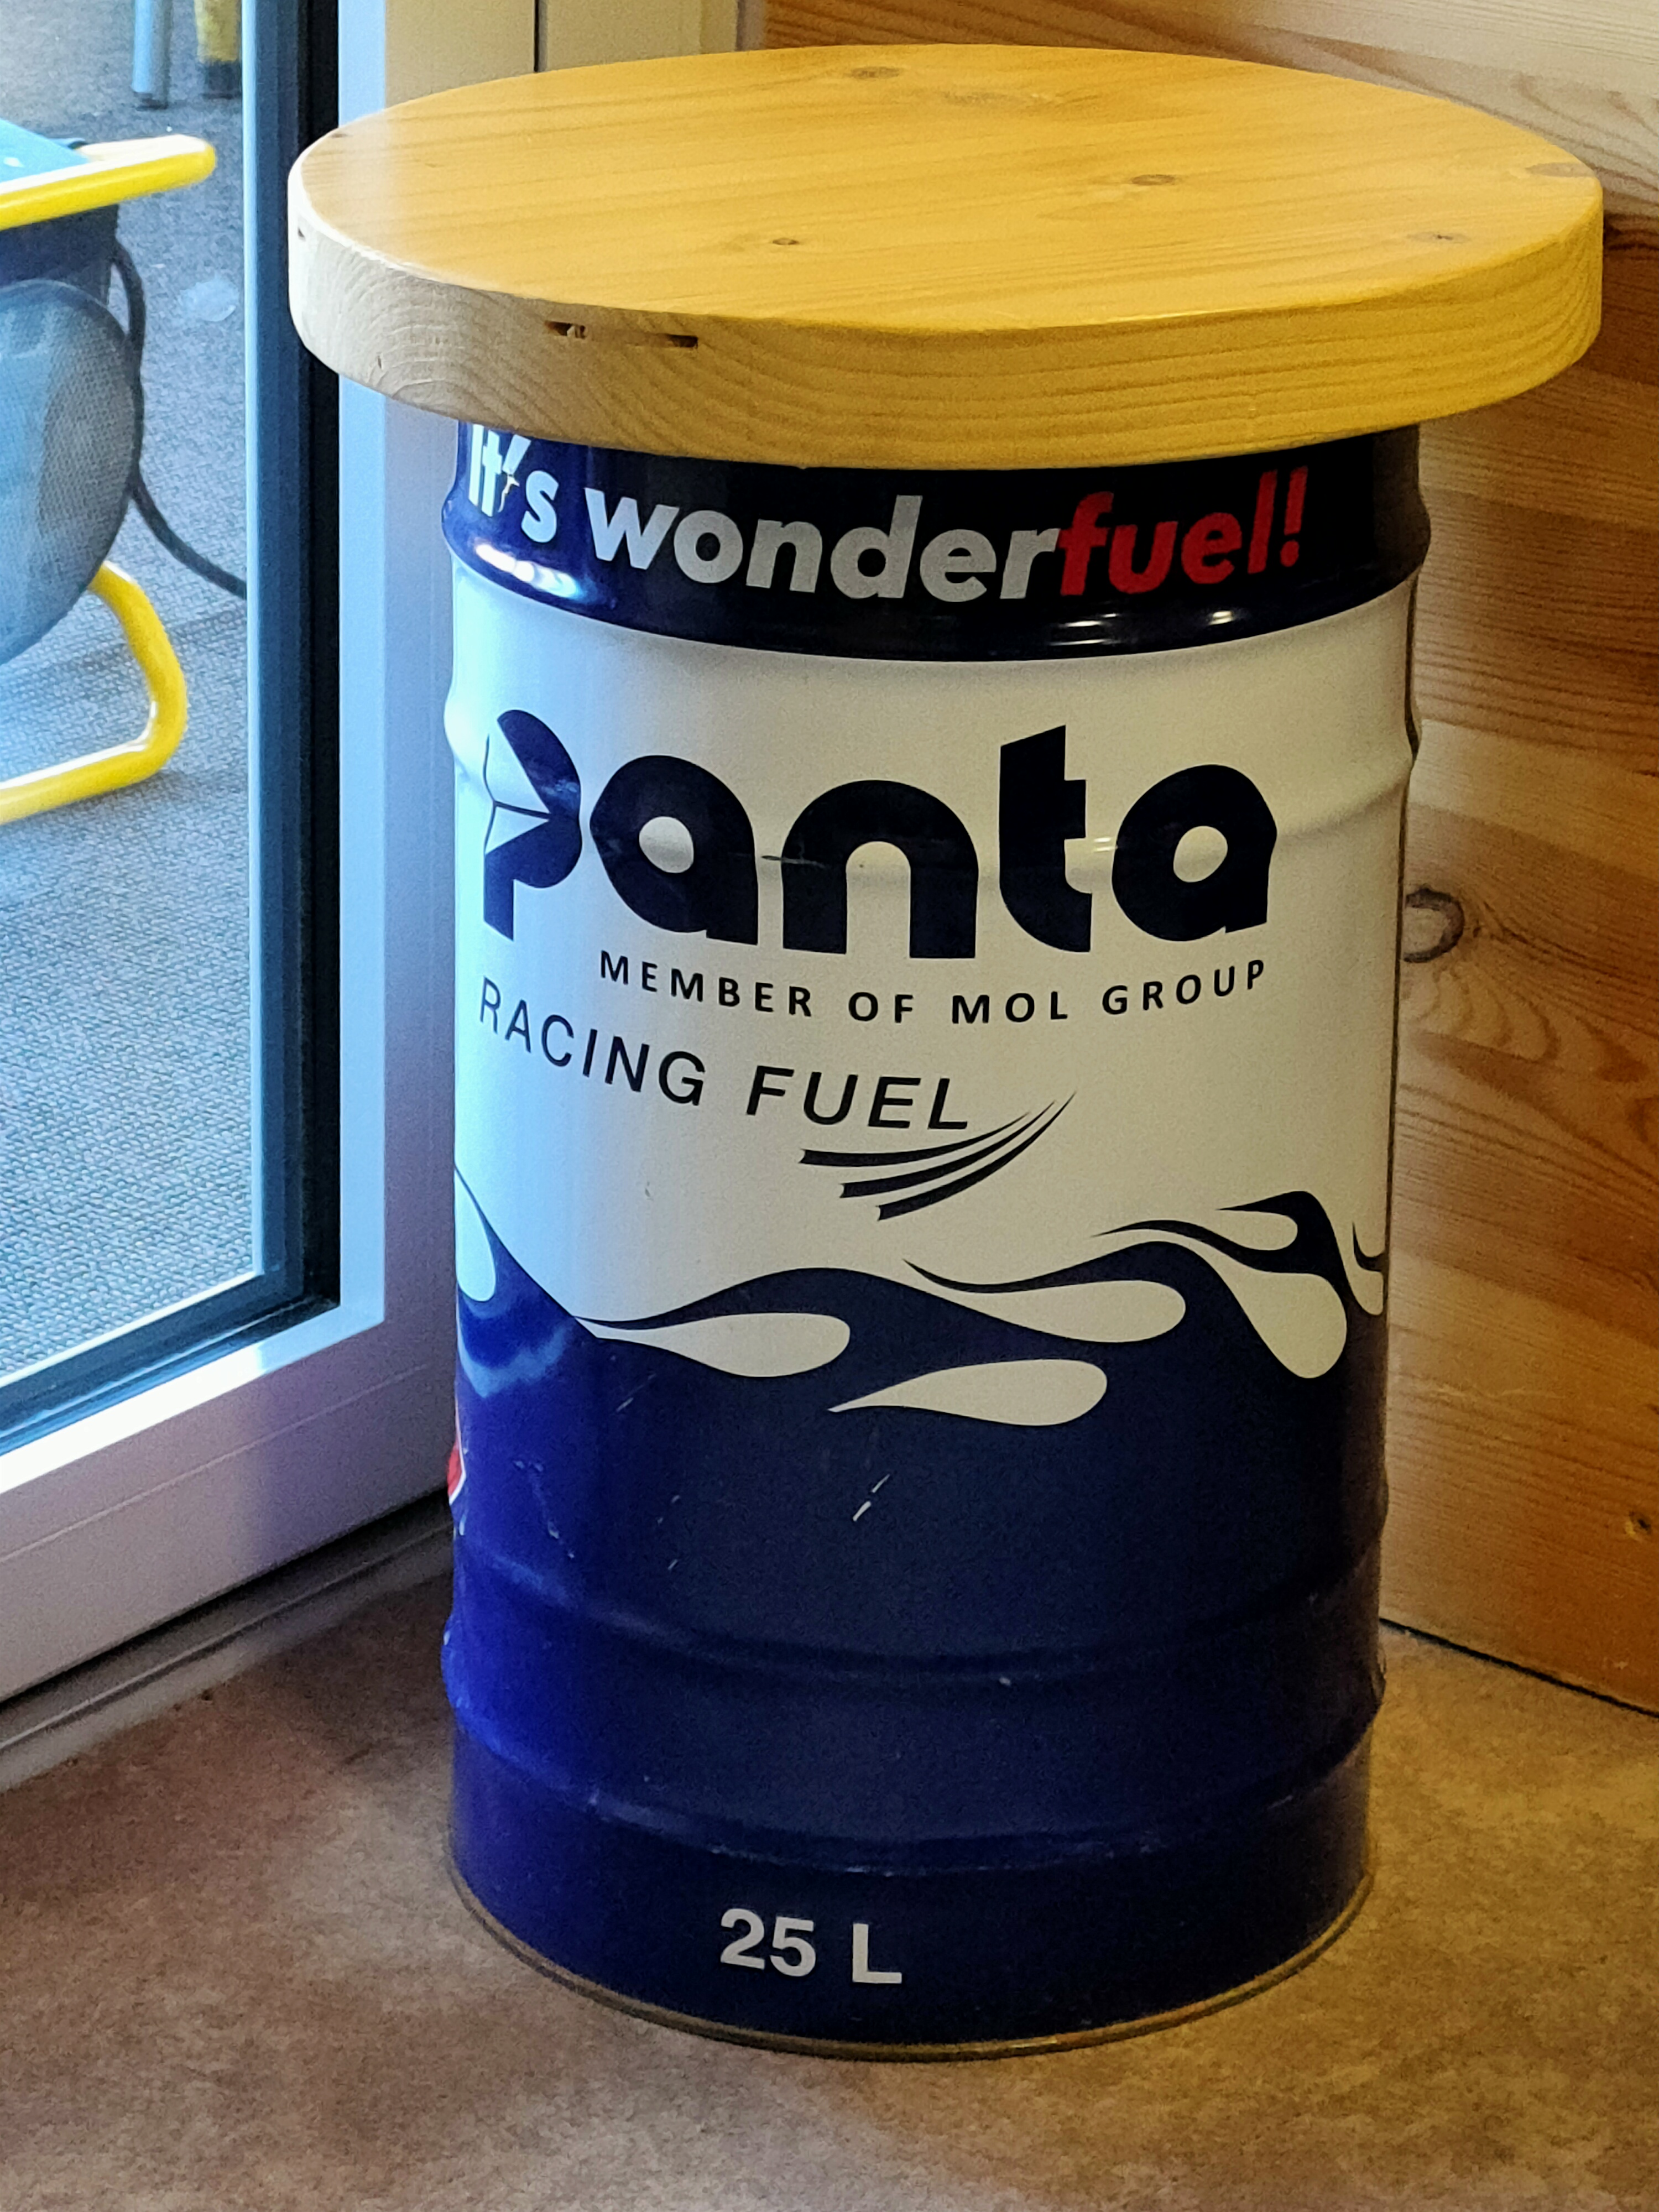 It's wonderfuel!
Panta
MEMBER OF MOL GROUP
RACING FUEL
25 L